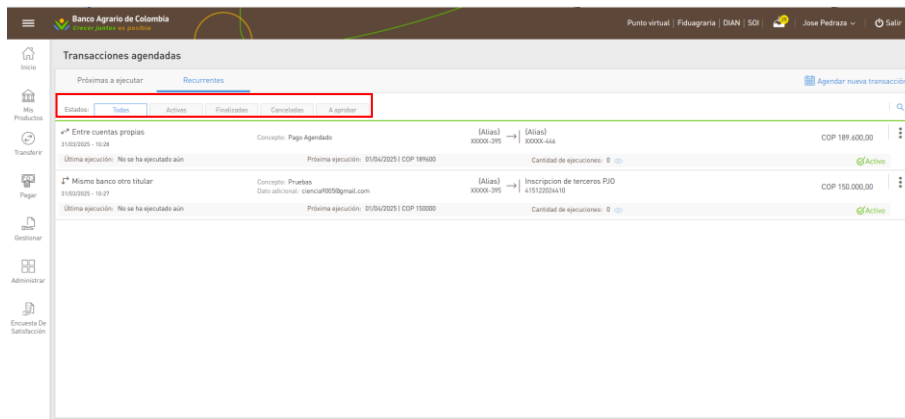 Banco Agrario de Colombia
Crecer juntos es posible
Punto virtual | Fiduagraria | DIAN | SOI
Jose Pedraza
Salir
Inicio
Mis Productos
Transferir
Pagar
Gestionar
Administrar
Encuesta De Satisfacción
Transacciones agendadas
Próximas a ejecutar
Recurrentes
Agendar nueva transacción
Estados: Todos Activas Finalizadas Canceladas A aprobar
Entre cuentas propias
31/03/2025 - 10:28
Concepto: Pago Agendado
(Alias)
XXXXX-395
(Alias)
XXXXX-446
COP 189.600,00
Última ejecución: No se ha ejecutado aún
Próxima ejecución: 01/04/2025 | COP 189600
Cantidad de ejecuciones: 0
Activo
Mismo banco otro titular
31/03/2025 - 10:27
Concepto: Pruebas
Dato adicional: ciencia9005@gmail.com
(Alias)
XXXXX-395
Inscripcion de terceros PJO
415122024410
COP 150.000,00
Última ejecución: No se ha ejecutado aún
Próxima ejecución: 01/04/2025 | COP 150000
Cantidad de ejecuciones: 0
Activo